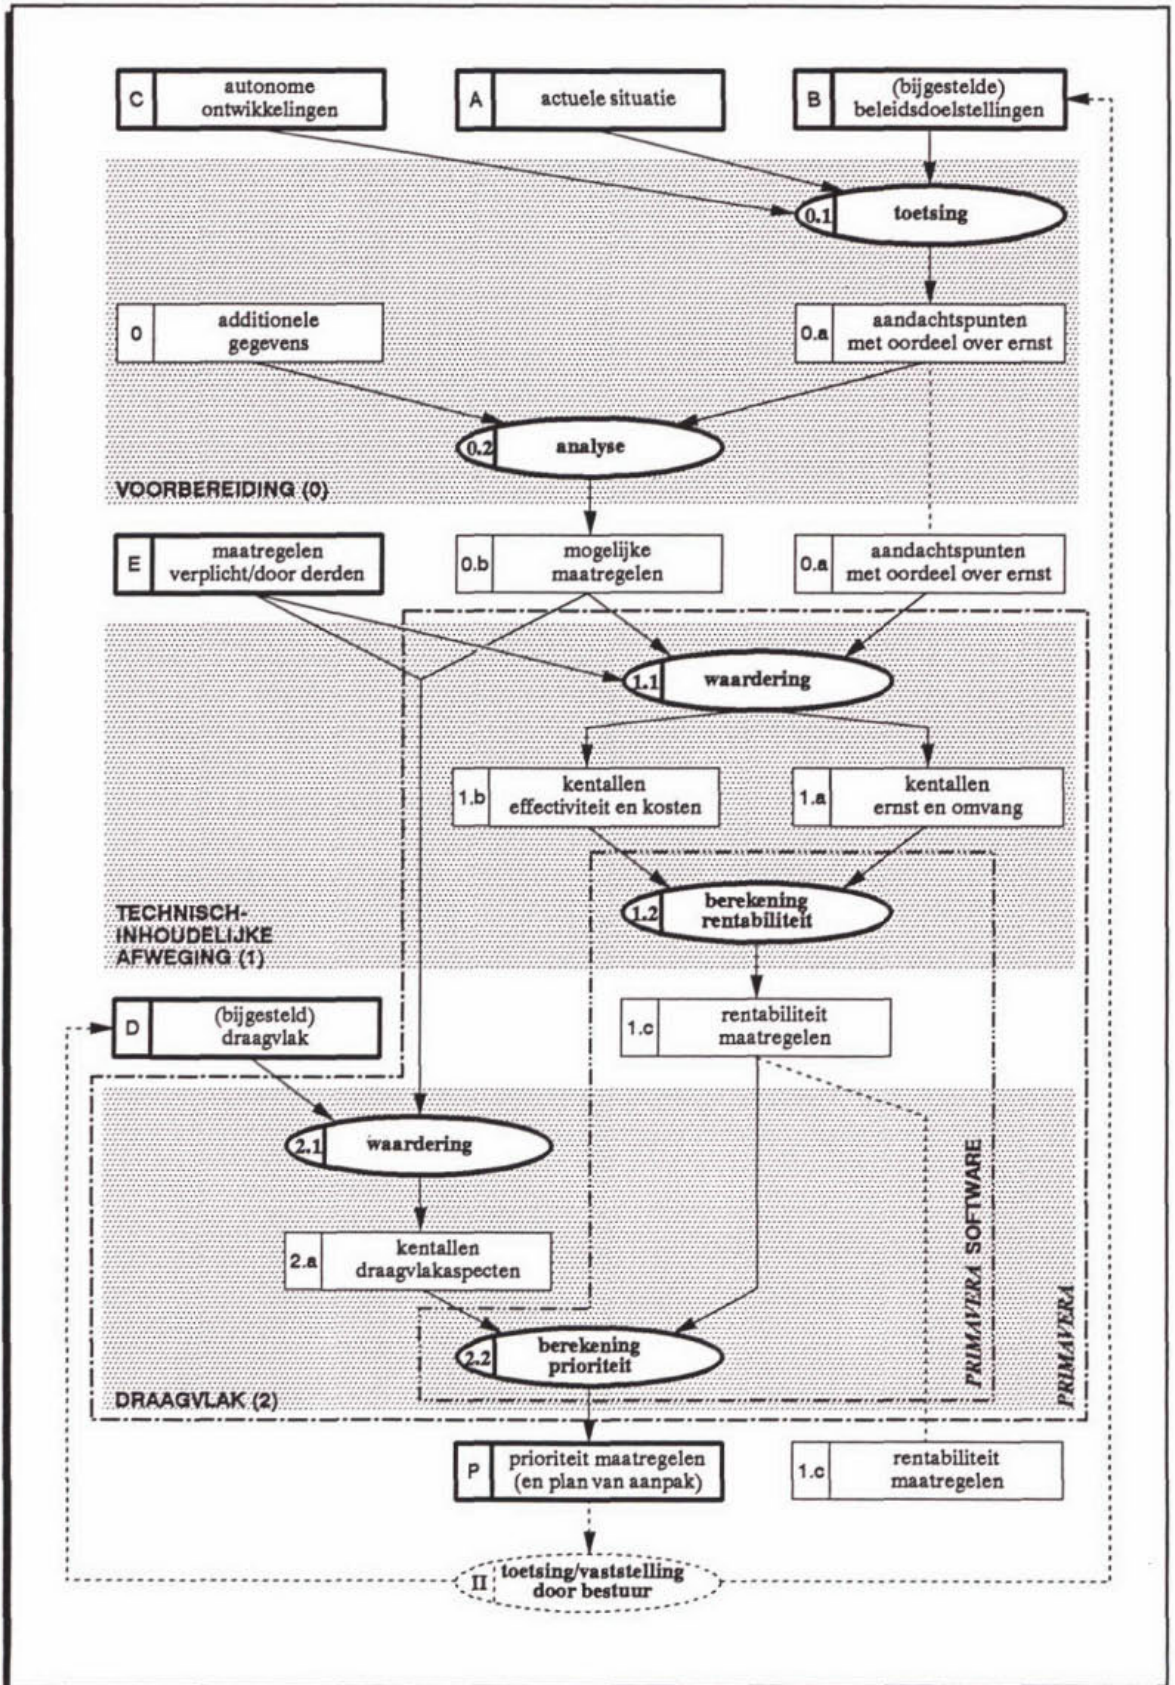 C
autonome
ontwikkelingen
A
actuele situatie
B
(bijgestelde)
beleidsdoelstellingen
0.1
toetsing
0
additionele
gegevens
0.a
aandachtspunten
met oordeel over ernst
0.2
analyse
VOORBEREIDING (0)
E
maatregelen
verplicht/door derden
0.b
mogelijke
maatregelen
0.a
aandachtspunten
met oordeel over ernst
1.1
waardering
1.b
kentallen
effectiviteit en kosten
1.a
kentallen
ernst en omvang
1.2
berekening
rentabiliteit
TECHNISCH-
INHOUDELIJKE
AFWEGING (1)
D
(bijgesteld)
draagvlak
1.c
rentabiliteit
maatregelen
2.1
waardering
2.a
kentallen
draagvlakaspecten
PRIMAVERA SOFTWARE
PRIMAVERA
2.2
berekening
prioriteit
DRAAGVLAK (2)
P
prioriteit maatregelen
(en plan van aanpak)
1.c
rentabiliteit
maatregelen
II
toetsing/vaststelling
door bestuur